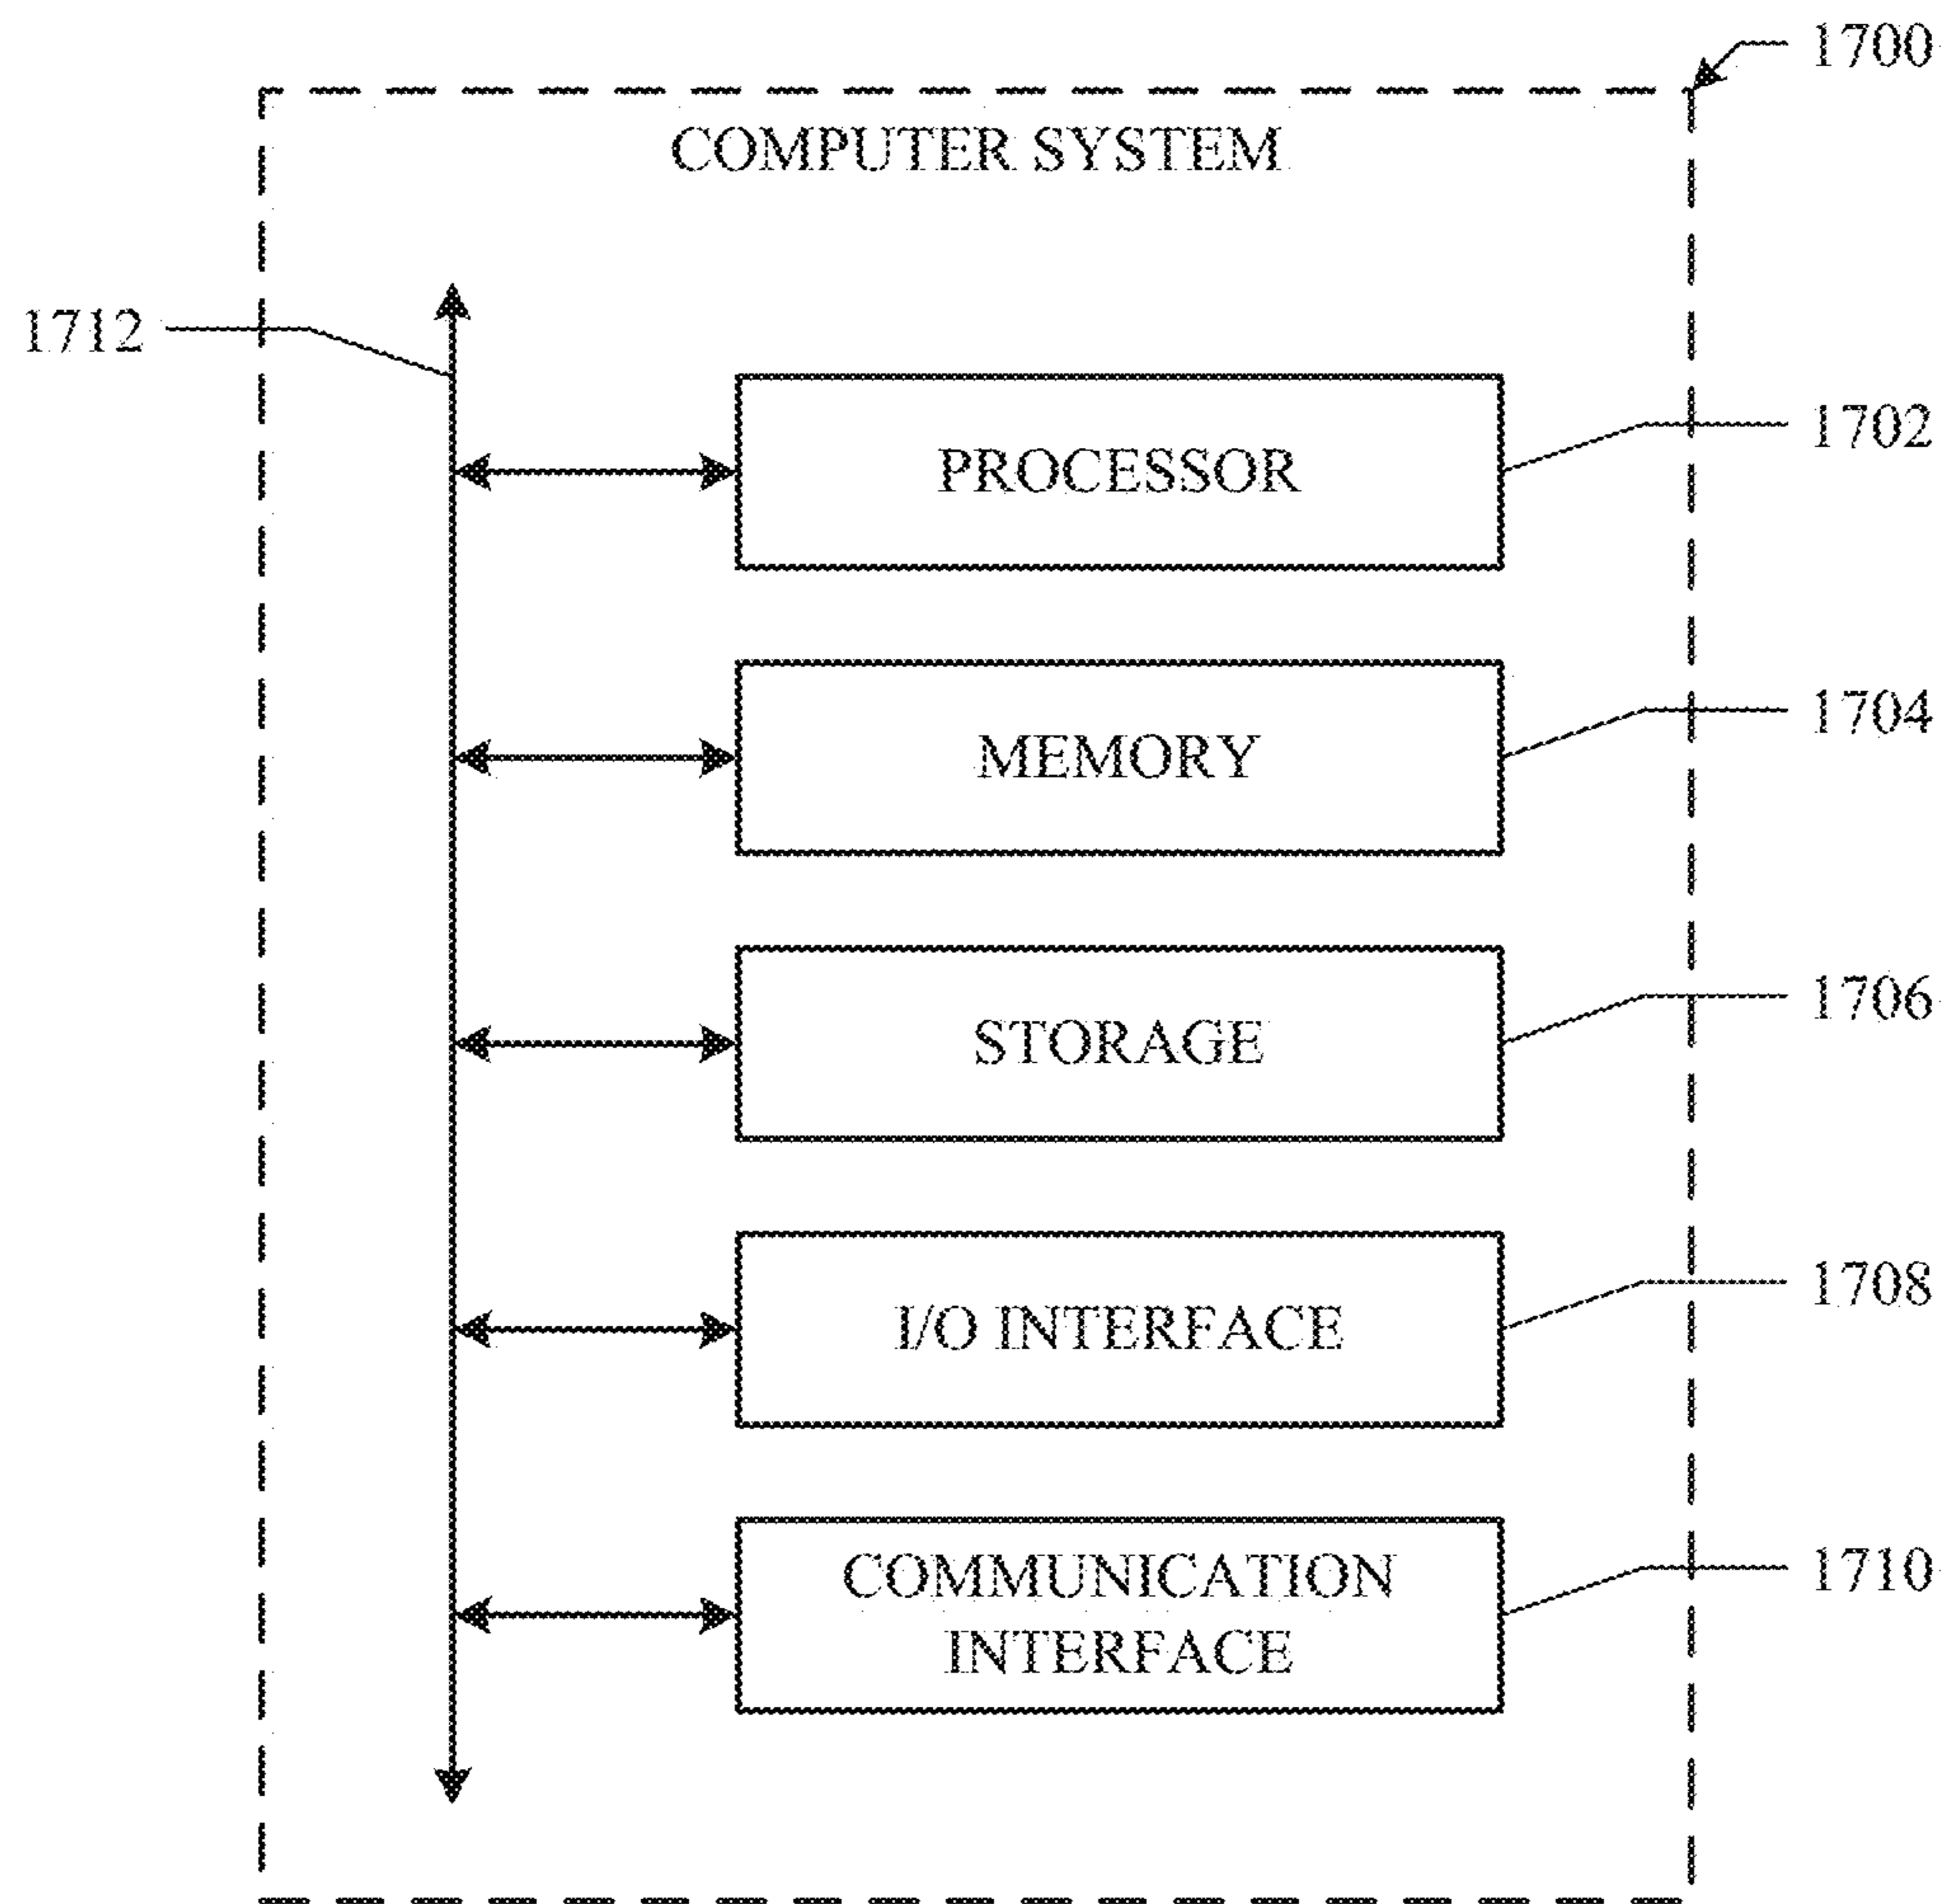 1700
COMPUTER SYSTEM
1712
1702
PROCESSOR
1704
MEMORY
1706
STORAGE
1708
I/O INTERFACE
1710
COMMUNICATION
INTERFACE